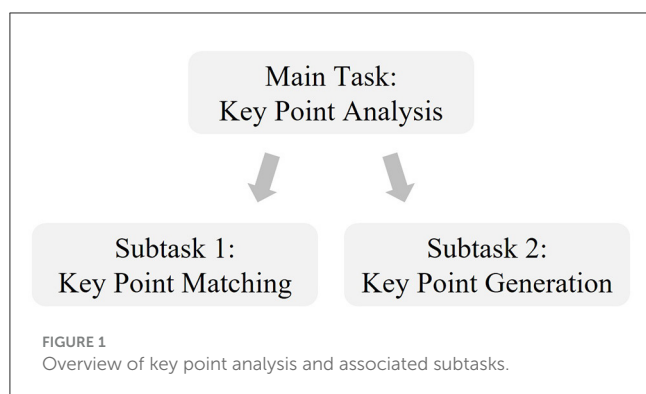 Main Task:
Key Point Analysis
Subtask 1:
Key Point Matching
Subtask 2:
Key Point Generation
FIGURE 1
Overview of key point analysis and associated subtasks.